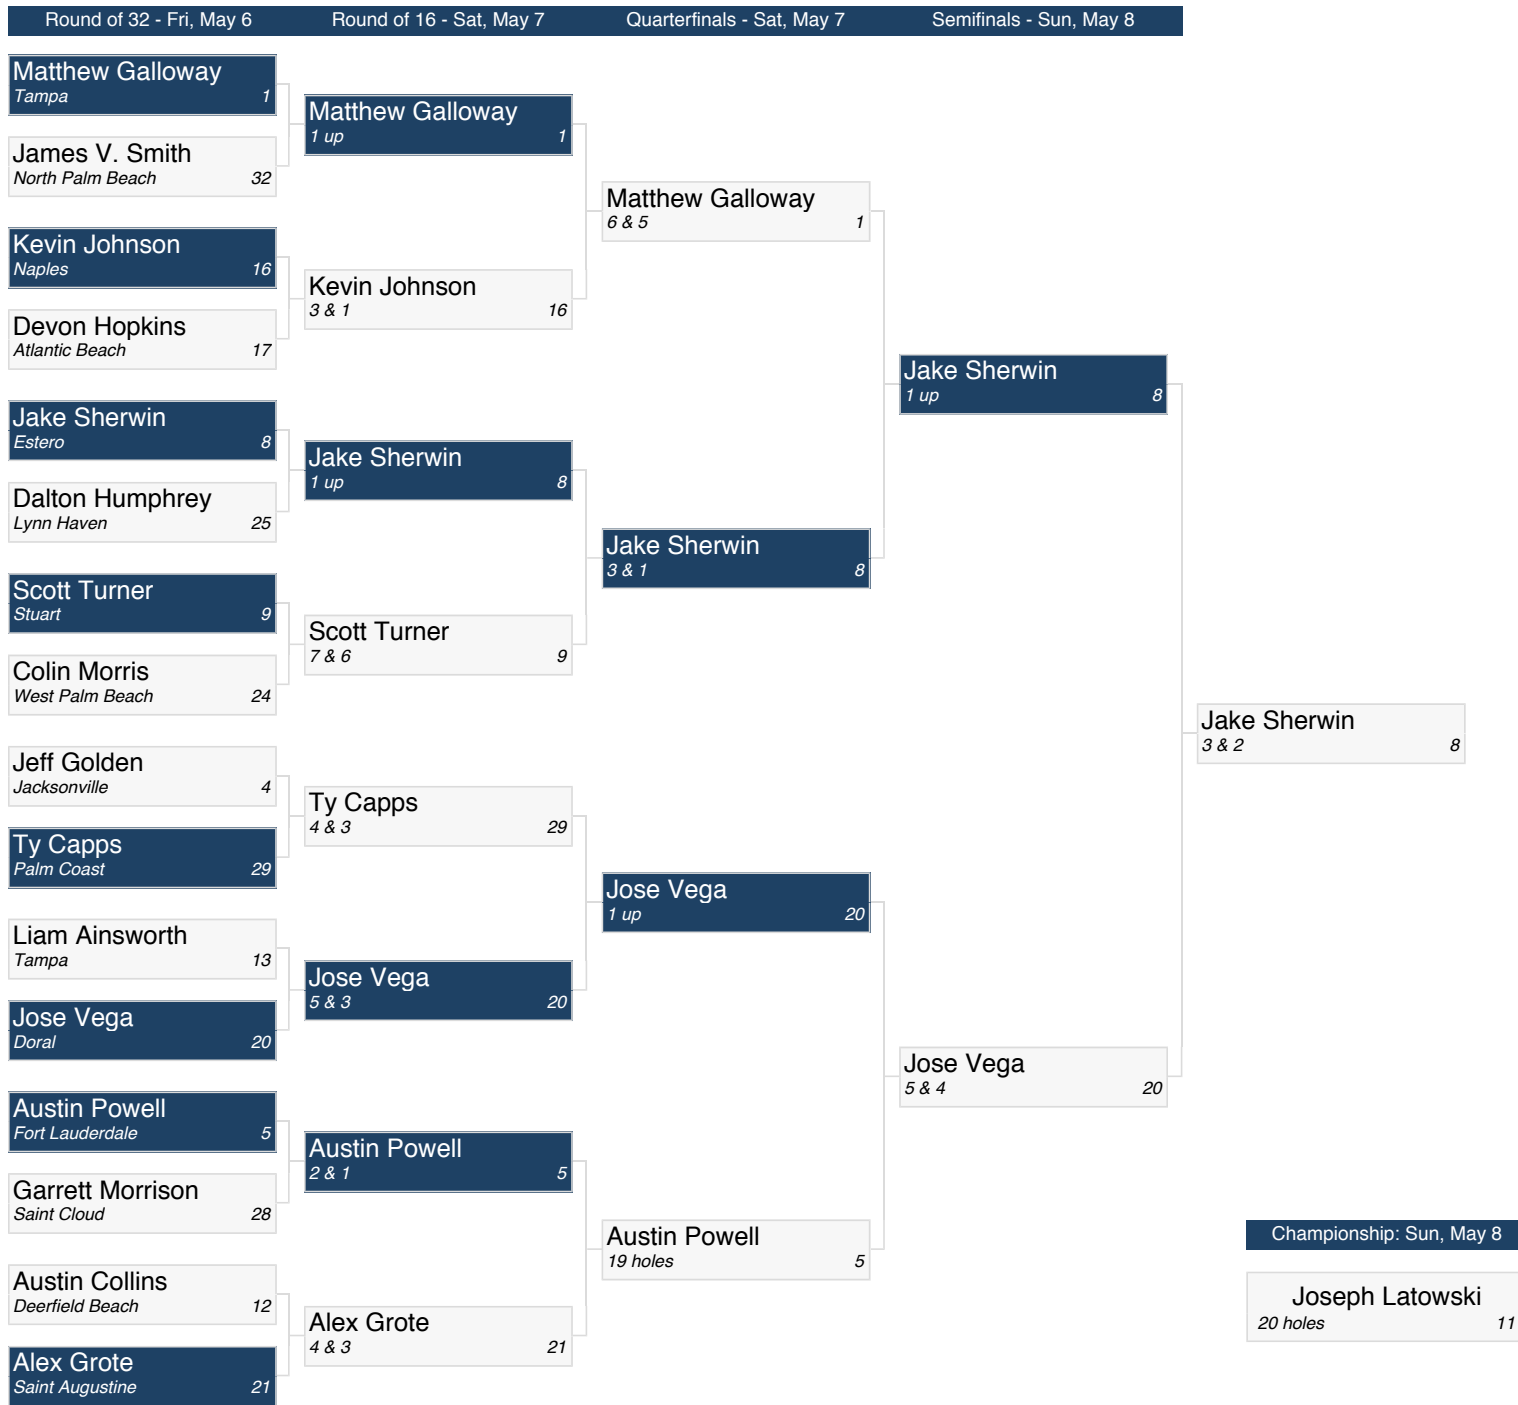 Round of 32 - Fri, May 6
Round of 16 - Sat, May 7
Quarterfinals - Sat, May 7
Semifinals - Sun, May 8
Matthew Galloway
Tampa 1
James V. Smith
North Palm Beach 32
Kevin Johnson
Naples 16
Devon Hopkins
Atlantic Beach 17
Jake Sherwin
Estero 8
Dalton Humphrey
Lynn Haven 25
Scott Turner
Stuart 9
Colin Morris
West Palm Beach 24
Jeff Golden
Jacksonville 4
Ty Capps
Palm Coast 29
Liam Ainsworth
Tampa 13
Jose Vega
Doral 20
Austin Powell
Fort Lauderdale 5
Garrett Morrison
Saint Cloud 28
Austin Collins
Deerfield Beach 12
Alex Grote
Saint Augustine 21
Matthew Galloway
1 up 1
Kevin Johnson
3 & 1 16
Jake Sherwin
1 up 8
Scott Turner
7 & 6 9
Ty Capps
4 & 3 29
Jose Vega
5 & 3 20
Austin Powell
2 & 1 5
Alex Grote
4 & 3 21
Matthew Galloway
6 & 5 1
Jake Sherwin
3 & 1 8
Jose Vega
1 up 20
Austin Powell
19 holes 5
Jake Sherwin
1 up 8
Jose Vega
5 & 4 20
Jake Sherwin
3 & 2 8
Championship: Sun, May 8
Joseph Latowski
20 holes 11